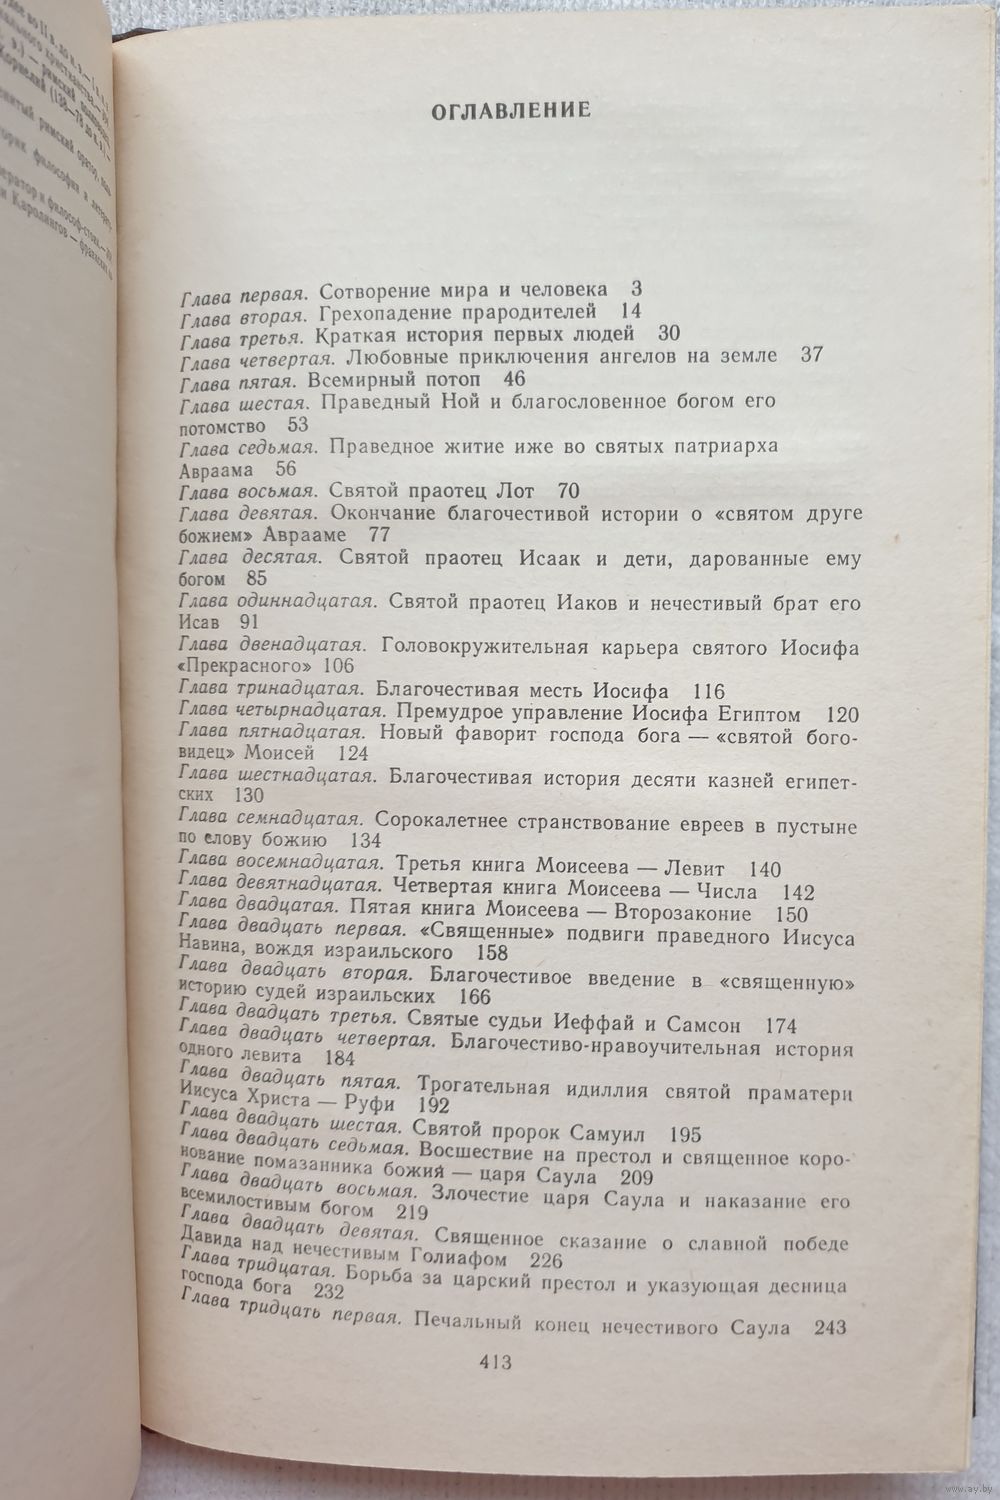 ОГЛАВЛЕНИЕ
Глава первая. Сотворение мира и человека 3
Глава вторая. Грехопадение прародителей 14
Глава третья. Краткая история первых людей 30
Глава четвертая. Любовные приключения ангелов на земле 37
Глава пятая. Всемирный потоп 46
Глава шестая. Праведный Ной и благословенное богом его
потомство 53
Глава седьмая. Праведное житие иже во святых патриарха
Авраама 56
Глава восьмая. Святой праотец Лот 70
Глава девятая. Окончание благочестивой истории о «святом друге
божием» Аврааме 77
Глава десятая. Святой праотец Исаак и дети, дарованные ему
богом 85
Глава одиннадцатая. Святой праотец Иаков и нечестивый брат его
Исав 91
Глава двенадцатая. Головокружительная карьера святого Иосифа
«Прекрасного» 106
Глава тринадцатая. Благочестивая месть Иосифа 116
Глава четырнадцатая. Премудрое управление Иосифа Египтом 120
Глава пятнадцатая. Новый фаворит господа бога — «святой бого-
видец» Моисей 124
Глава шестнадцатая. Благочестивая история десяти казней египет-
ских 130
Глава семнадцатая. Сорокалетнее странствование евреев в пустыне
по слову божию 134
Глава восемнадцатая. Третья книга Моисеева — Левит 140
Глава девятнадцатая. Четвертая книга Моисеева — Числа 142
Глава двадцатая. Пятая книга Моисеева — Второзаконие 150
Глава двадцать первая. «Священные» подвиги праведного Иисуса
Навина, вождя израильского 158
Глава двадцать вторая. Благочестивое введение в «священную»
историю судей израильских 166
Глава двадцать третья. Святые судьи Иеффай и Самсон 174
Глава двадцать четвертая. Благочестиво-нравоучительная история
одного левита 184
Глава двадцать пятая. Трогательная идиллия святой праматери
Иисуса Христа — Руфи 192
Глава двадцать шестая. Святой пророк Самуил 195
Глава двадцать седьмая. Восшествие на престол и священное коро-
нование помазанника божий — царя Саула 209
Глава двадцать восьмая. Злочестие царя Саула и наказание его
всемилостивым богом 219
Глава двадцать девятая. Священное сказание о славной победе
Давида над нечестивым Голиафом 226
Глава тридцатая. Борьба за царский престол и указующая десница
господа бога 232
Глава тридцать первая. Печальный конец нечестивого Саула 243
413
www.ay.by